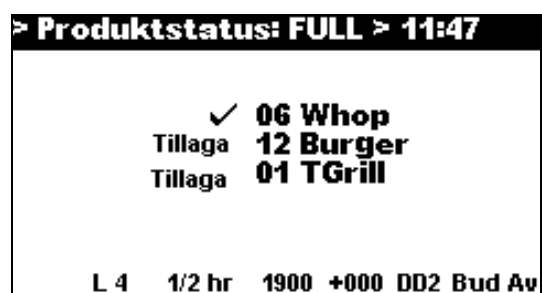 > Produktstatus: FULL > 11:47
✓ 06 Whop
Tillaga 12 Burger
Tillaga 01 TGrill
L 4 1/2 hr 1900 +000 DD2 Bud Av